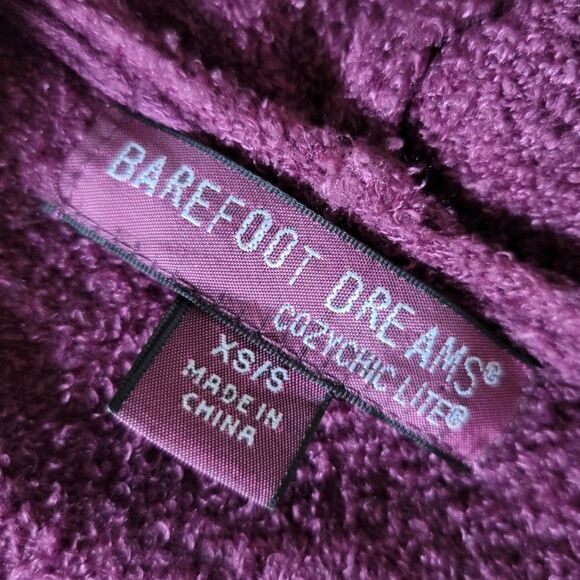 BAREFOOT DREAMS®
COZYCHIC LITE®
XS/S
MADE IN
CHINA